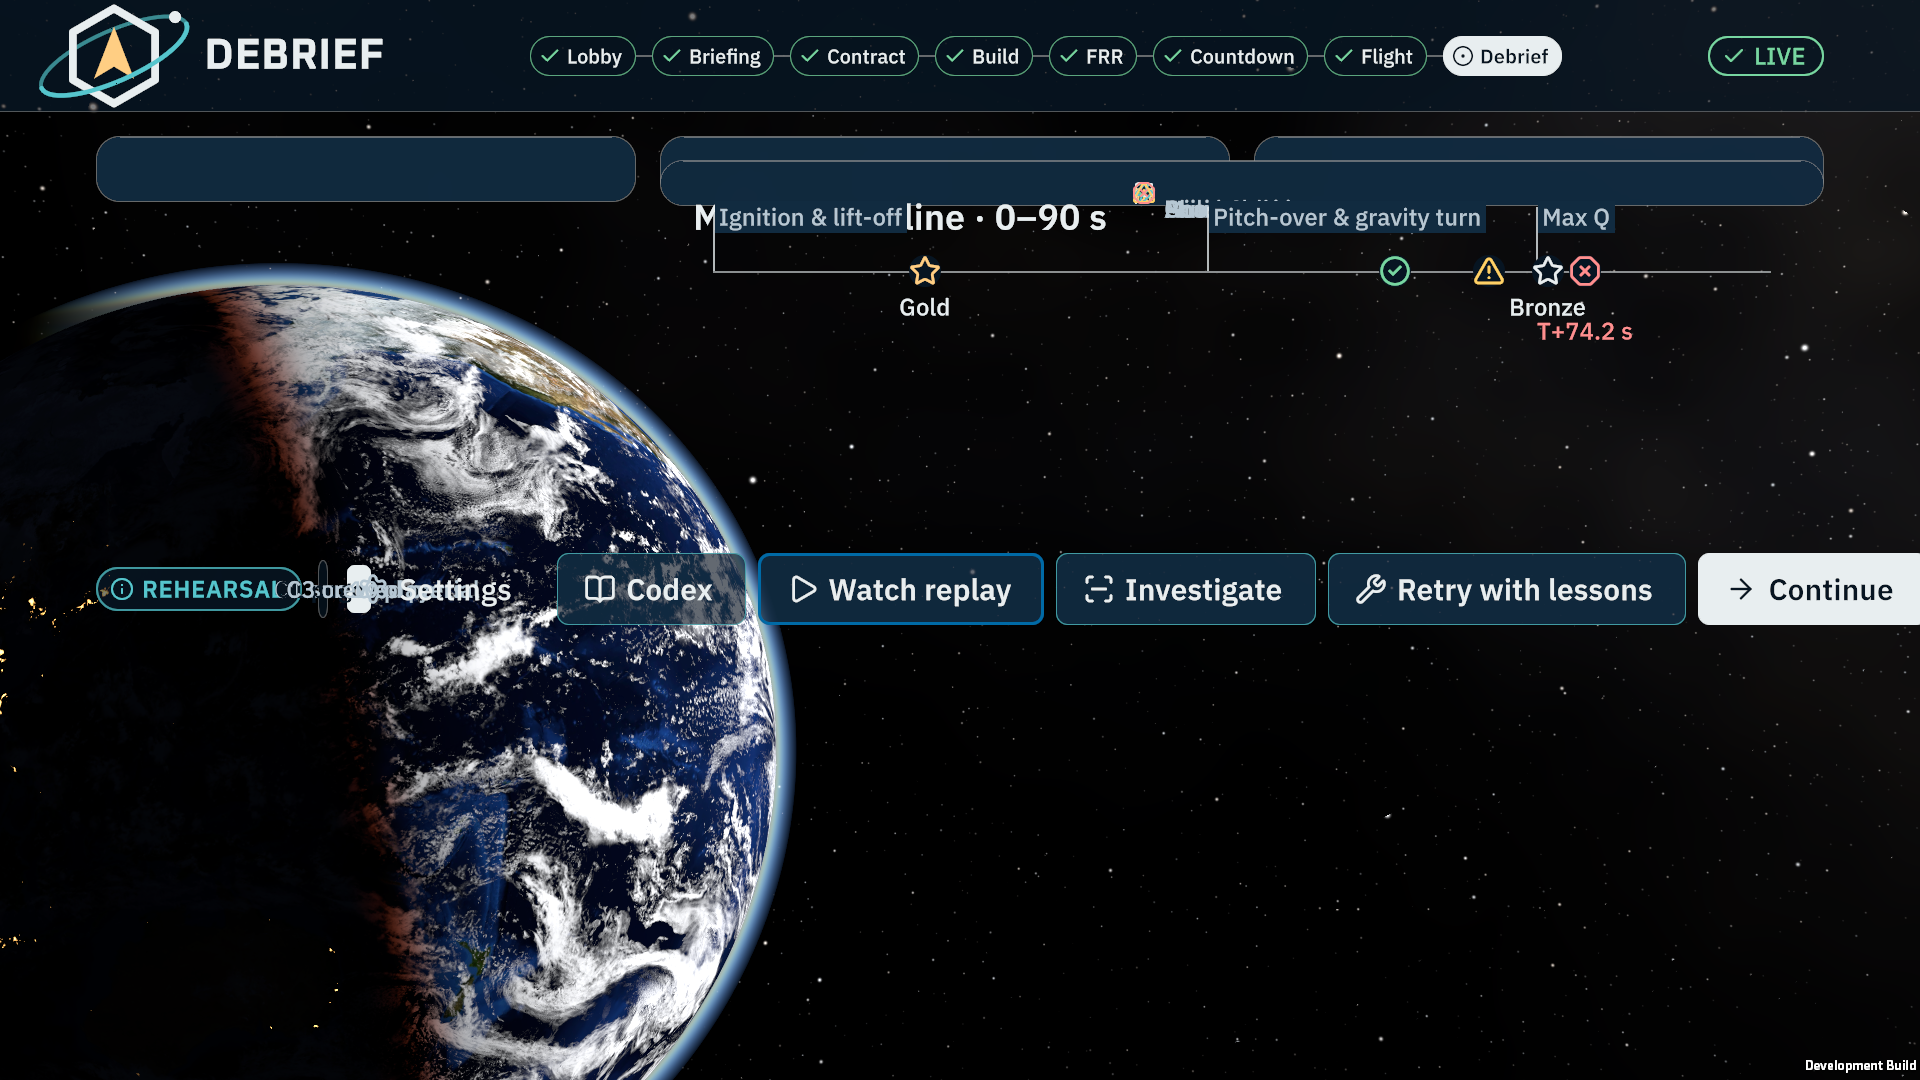 DEBRIEF
Lobby
Briefing
Contract
Build
FRR
Countdown
Flight
Debrief
LIVE
Ignition & lift-off
line · 0–90 s
Pitch-over & gravity turn
Max Q
Gold
Bronze
T+74.2 s
REHEARSAL
Settings
Codex
Watch replay
Investigate
Retry with lessons
Continue
Development Build